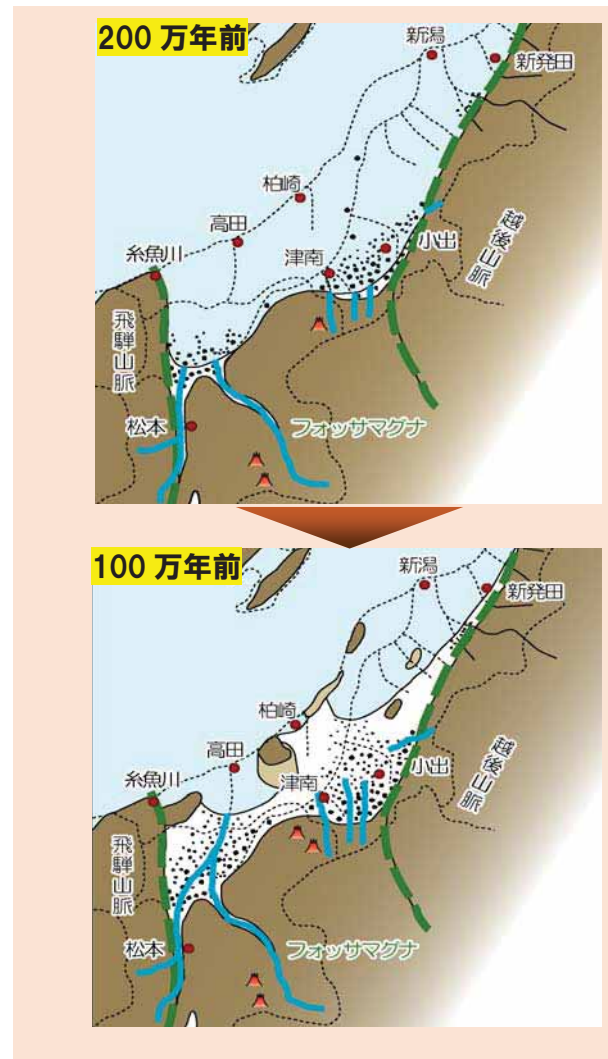 200 万年前
新潟
新発田
柏崎
高田
糸魚川
津南
小出
越後山脈
飛騨山脈
松本
フォッサマグナ
100 万年前
新潟
新発田
柏崎
高田
糸魚川
津南
小出
越後山脈
飛騨山脈
松本
フォッサマグナ